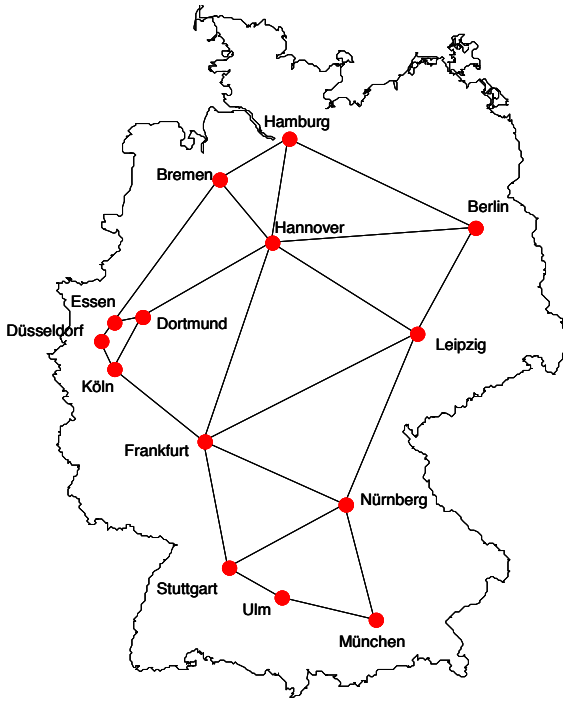 Hamburg
Bremen
Berlin
Hannover
Essen
Dortmund
Düsseldorf
Leipzig
Köln
Frankfurt
Nürnberg
Stuttgart
Ulm
München